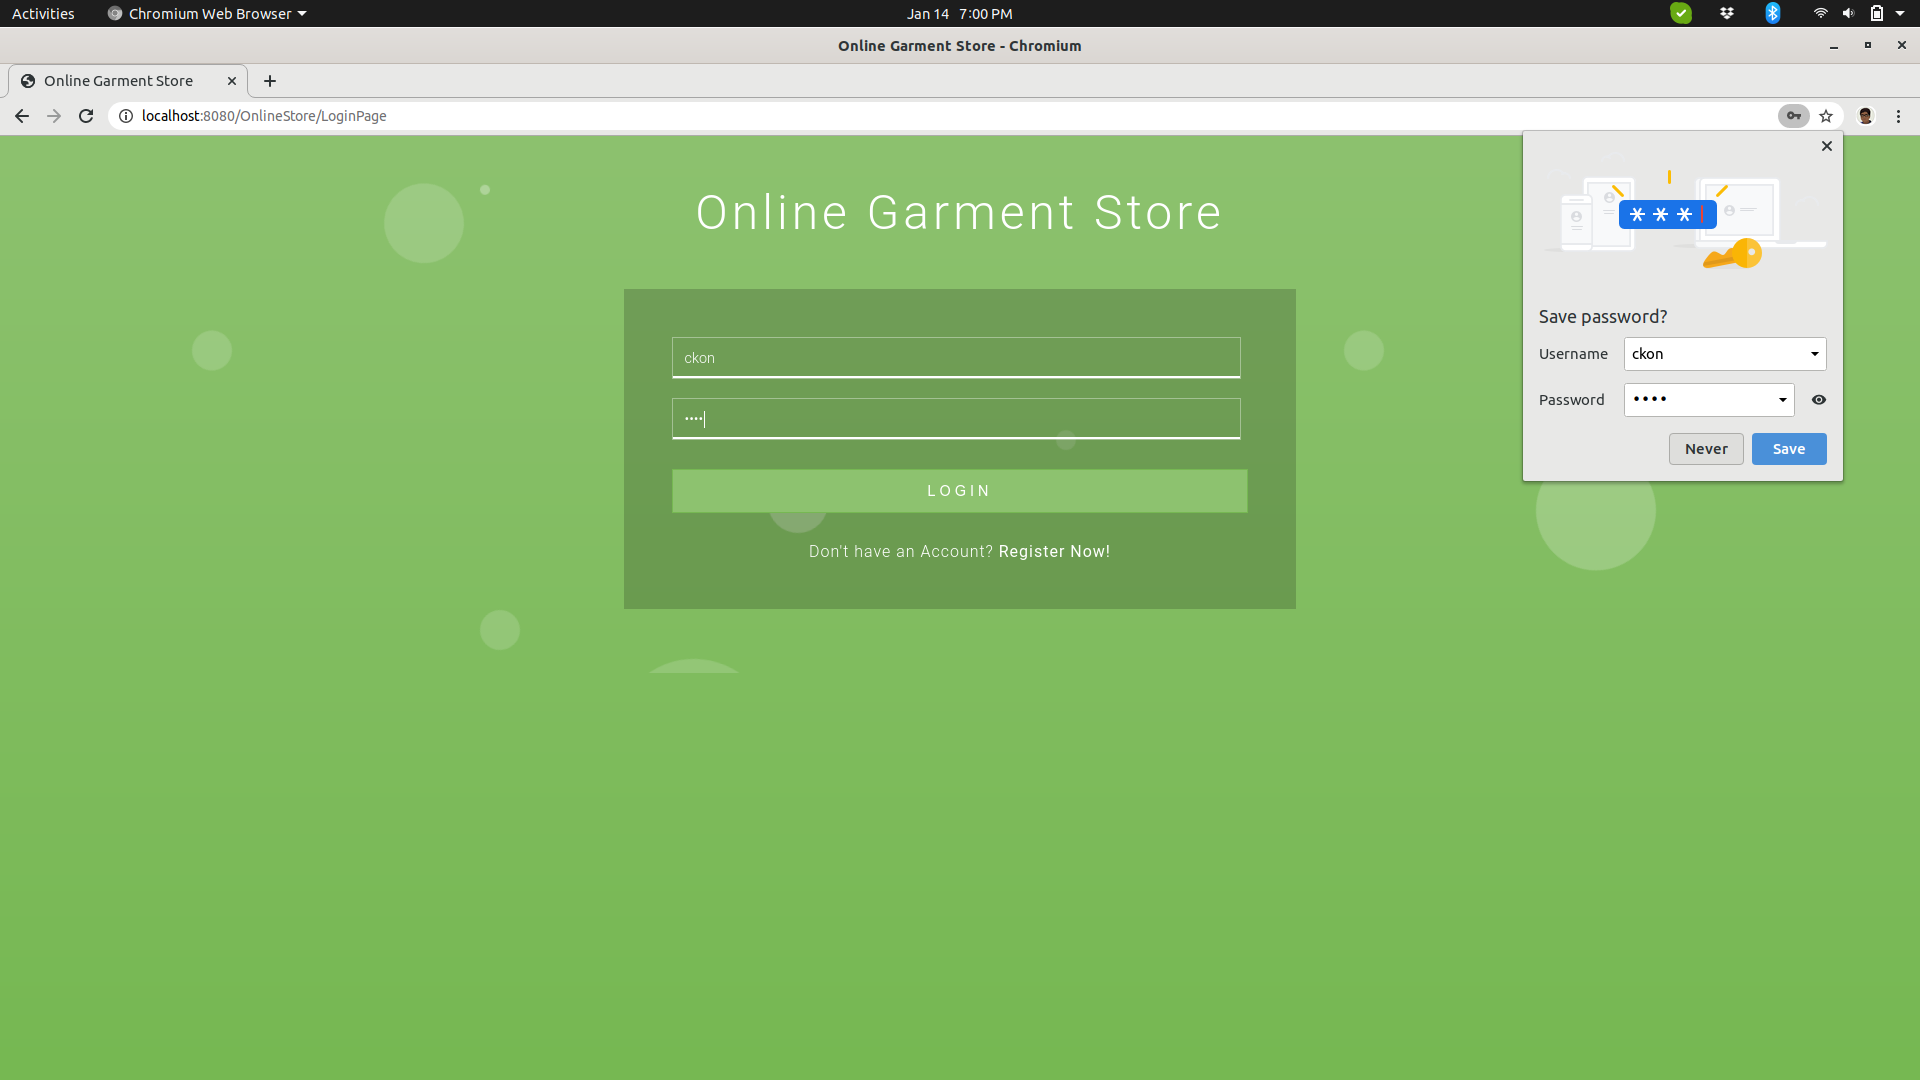 Activities
Chromium Web Browser
Jan 14 7:00 PM
Online Garment Store - Chromium
Online Garment Store
localhost:8080/OnlineStore/LoginPage
Online Garment Store
ckon
••••
LOGIN
Don't have an Account? Register Now!
***
Save password?
Username ckon
Password ••••
Never Save